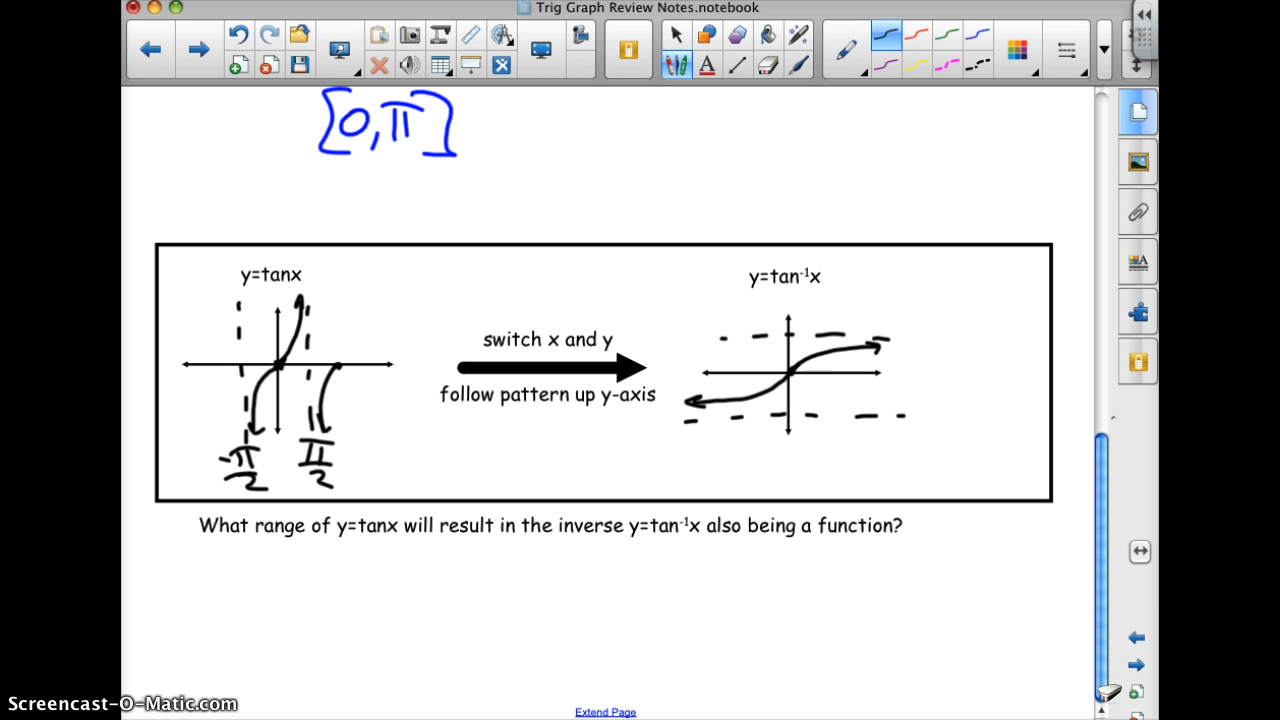 Trig Graph Review Notes.notebook
[0,π]
y=tanx
y=tan⁻¹x
switch x and y
follow pattern up y-axis
-π/2
π/2
What range of y=tanx will result in the inverse y=tan⁻¹x also being a function?
Screencast-O-Matic.com
Extend Page